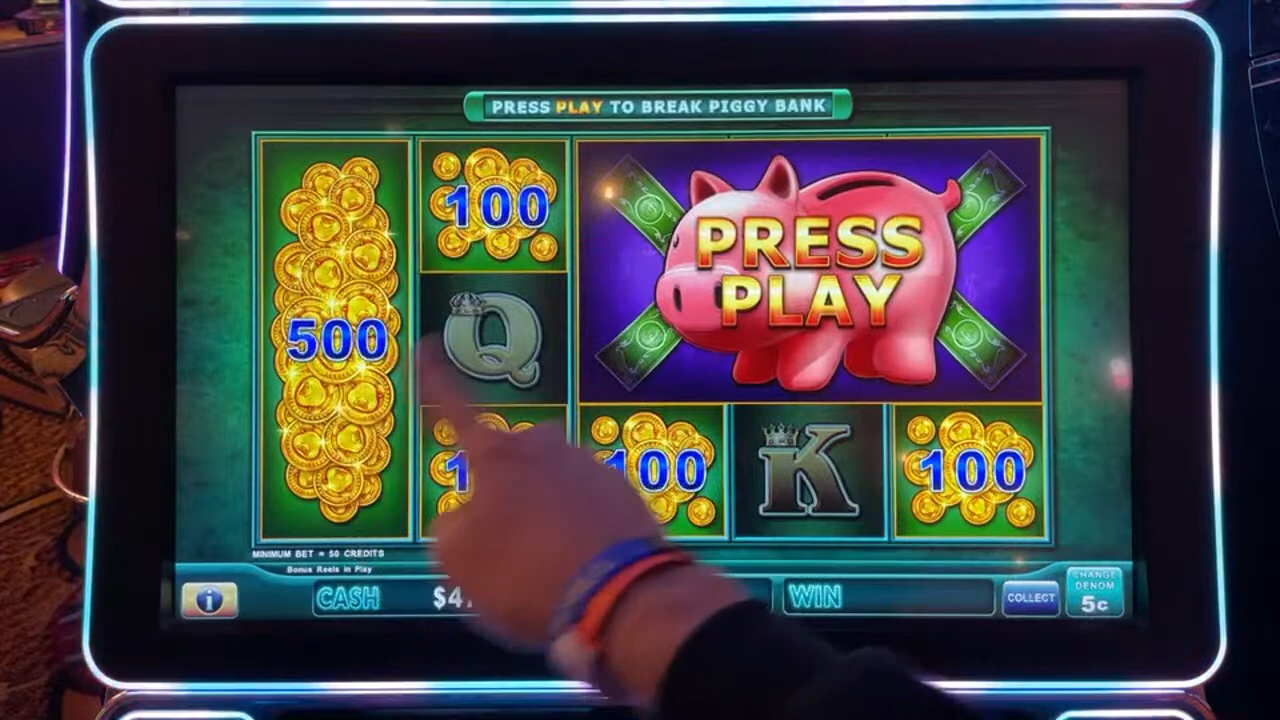 PRESS PLAY TO BREAK PIGGY BANK
500
100
Q
PRESS
PLAY
100
K
100
MINIMUM BET = 50 CREDITS
Bonus Reels in Play
CASH
WIN
COLLECT
CHANGE
DENOM
5¢